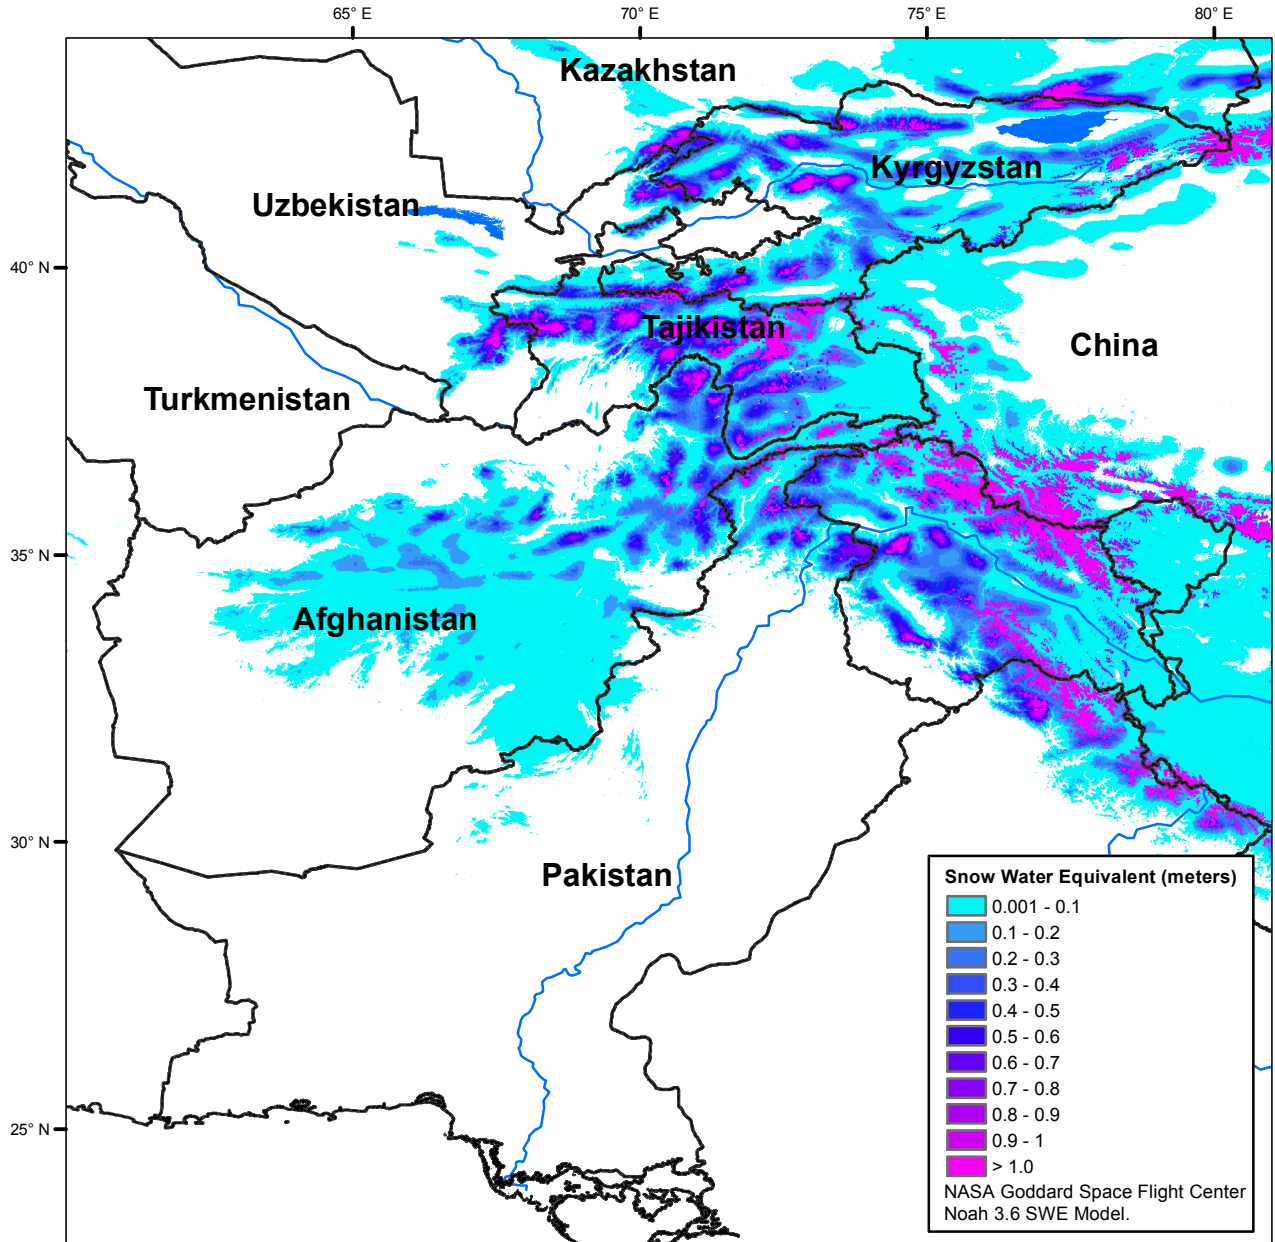 65° E
70° E
75° E
80° E
Kazakhstan
Kyrgyzstan
Uzbekistan
40° N
Tajikistan
China
Turkmenistan
35° N
Afghanistan
30° N
Pakistan
Snow Water Equivalent (meters)
0.001 - 0.1
0.1 - 0.2
0.2 - 0.3
0.3 - 0.4
0.4 - 0.5
0.5 - 0.6
0.6 - 0.7
0.7 - 0.8
0.8 - 0.9
0.9 - 1
> 1.0
25° N
NASA Goddard Space Flight Center
Noah 3.6 SWE Model.